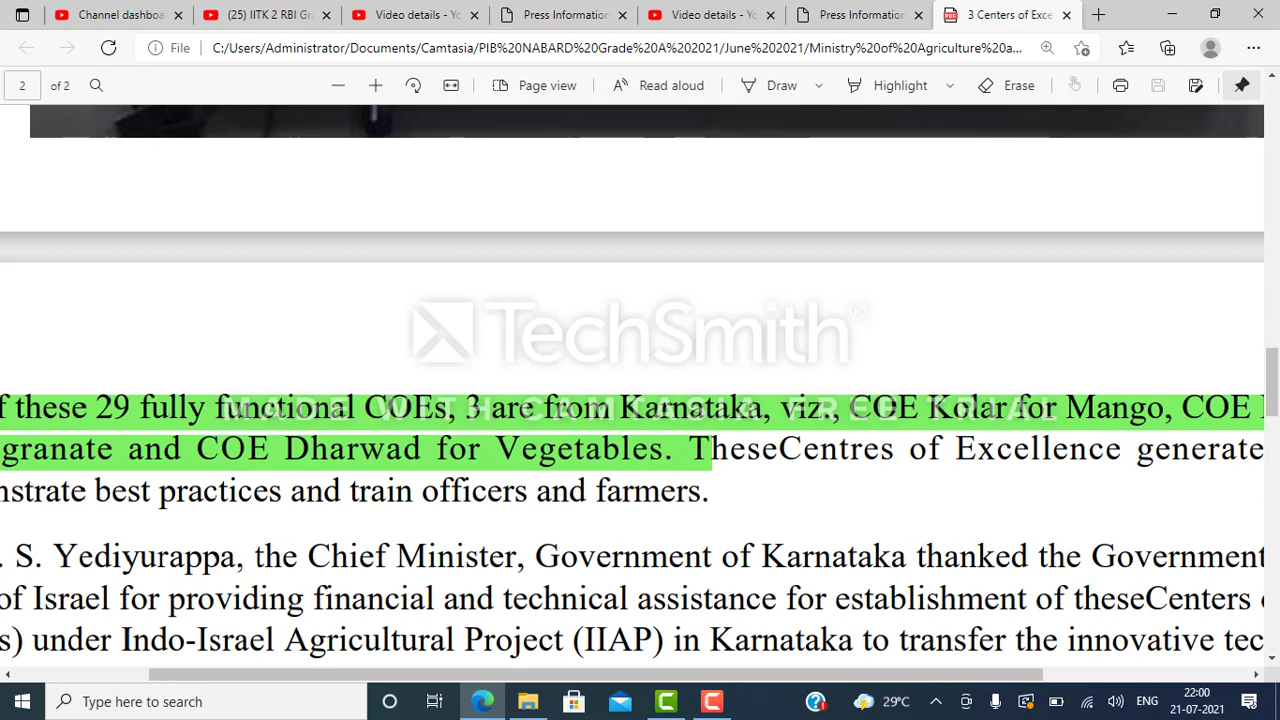 Channel dashboa
(25) IITK 2 RBI Gr
Video details - Yo
Press Information
Video details - Yo
Press Information
3 Centers of Exce
File
C:/Users/Administrator/Documents/Camtasia/PIB%20NABARD%20Grade%20A%202021/June%202021/Ministry%20of%20Agriculture%20a...
2 of 2
Page view
Read aloud
Draw
Highlight
Erase
TechSmith®
MADE WITH CAMTASIA FREE TRIAL
f these 29 fully functional COEs, 3 are from Karnataka, viz., COE Kolar for Mango, COE
granate and COE Dharwad for Vegetables. TheseCentres of Excellence generate
nstrate best practices and train officers and farmers.
. S. Yediyurappa, the Chief Minister, Government of Karnataka thanked the Government
of Israel for providing financial and technical assistance for establishment of theseCenters
s) under Indo-Israel Agricultural Project (IIAP) in Karnataka to transfer the innovative tec
Type here to search
29°C
ENG
22:00
21-07-2021